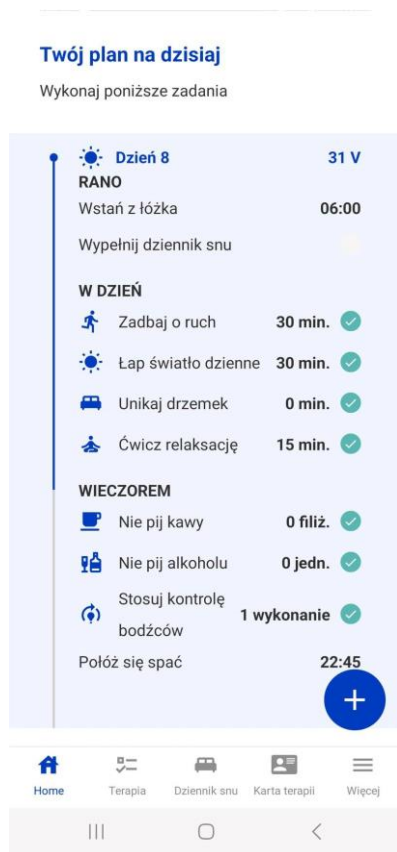 Twój plan na dzisiaj
Wykonaj poniższe zadania
Dzień 8 31 V
RANO
Wstań z łóżka 06:00
Wypełnij dziennik snu
W DZIEŃ
Zadbaj o ruch 30 min.
Łap światło dzienne 30 min.
Unikaj drzemek 0 min.
Ćwicz relaksację 15 min.
WIECZOREM
Nie pij kawy 0 filiż.
Nie pij alkoholu 0 jedn.
Stosuj kontrolę
bodźców 1 wykonanie
Połóż się spać 22:45
Home Terapia Dziennik snu Karta terapii Więcej